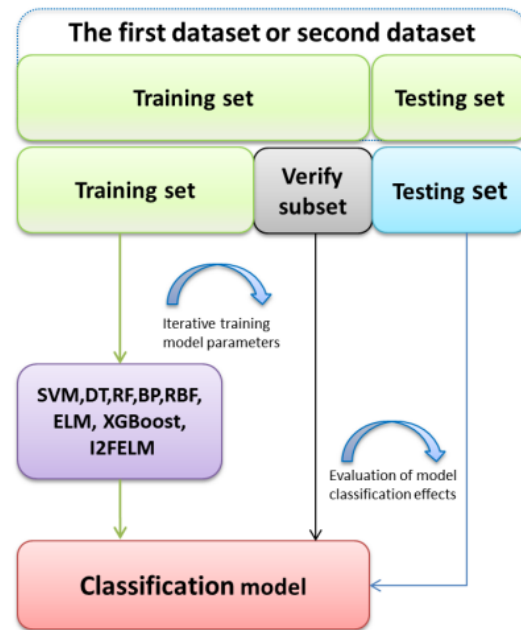 The first dataset or second dataset
Training set
Testing set
Training set
Verify
subset
Testing set
Iterative training
model parameters
SVM,DT,RF,BP,RBF,
ELM, XGBoost,
I2FELM
Evaluation of model
classification effects
Classification model